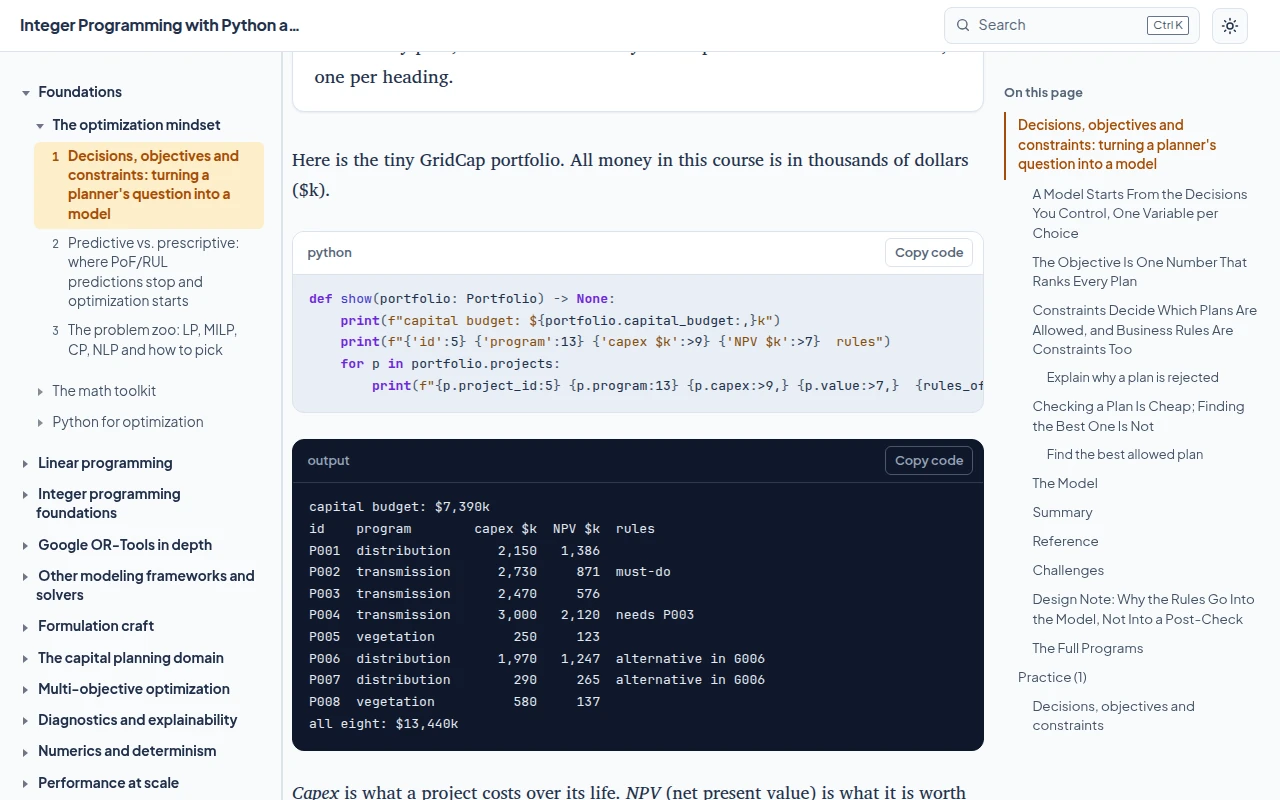 Integer Programming with Python a...
Search
Ctrl K
Foundations
The optimization mindset
1 Decisions, objectives and
constraints: turning a
planner's question into a
model
2 Predictive vs. prescriptive:
where PoF/RUL
predictions stop and
optimization starts
3 The problem zoo: LP, MILP,
CP, NLP and how to pick
The math toolkit
Python for optimization
Linear programming
Integer programming
foundations
Google OR-Tools in depth
Other modeling frameworks and
solvers
Formulation craft
The capital planning domain
Multi-objective optimization
Diagnostics and explainability
Numerics and determinism
Performance at scale
one per heading.
Here is the tiny GridCap portfolio. All money in this course is in thousands of dollars
($k).
python
Copy code
def show(portfolio: Portfolio) -> None:
    print(f"capital budget: ${portfolio.capital_budget:,}k")
    print(f"{'id':5} {'program':13} {'capex $k':>9} {'NPV $k':>7}  rules")
    for p in portfolio.projects:
        print(f"{p.project_id:5} {p.program:13} {p.capex:>9,} {p.value:>7,}  {rules_of
output
Copy code
capital budget: $7,390k
id    program        capex $k  NPV $k  rules
P001  distribution      2,150   1,386
P002  transmission      2,730     871  must-do
P003  transmission      2,470     576
P004  transmission      3,000   2,120  needs P003
P005  vegetation          250     123
P006  distribution      1,970   1,247  alternative in G006
P007  distribution        290     265  alternative in G006
P008  vegetation          580     137
all eight: $13,440k
Capex is what a project costs over its life. NPV (net present value) is what it is worth
On this page
Decisions, objectives and
constraints: turning a planner's
question into a model
A Model Starts From the Decisions
You Control, One Variable per
Choice
The Objective Is One Number That
Ranks Every Plan
Constraints Decide Which Plans Are
Allowed, and Business Rules Are
Constraints Too
Explain why a plan is rejected
Checking a Plan Is Cheap; Finding
the Best One Is Not
Find the best allowed plan
The Model
Summary
Reference
Challenges
Design Note: Why the Rules Go Into
the Model, Not Into a Post-Check
The Full Programs
Practice (1)
Decisions, objectives and
constraints